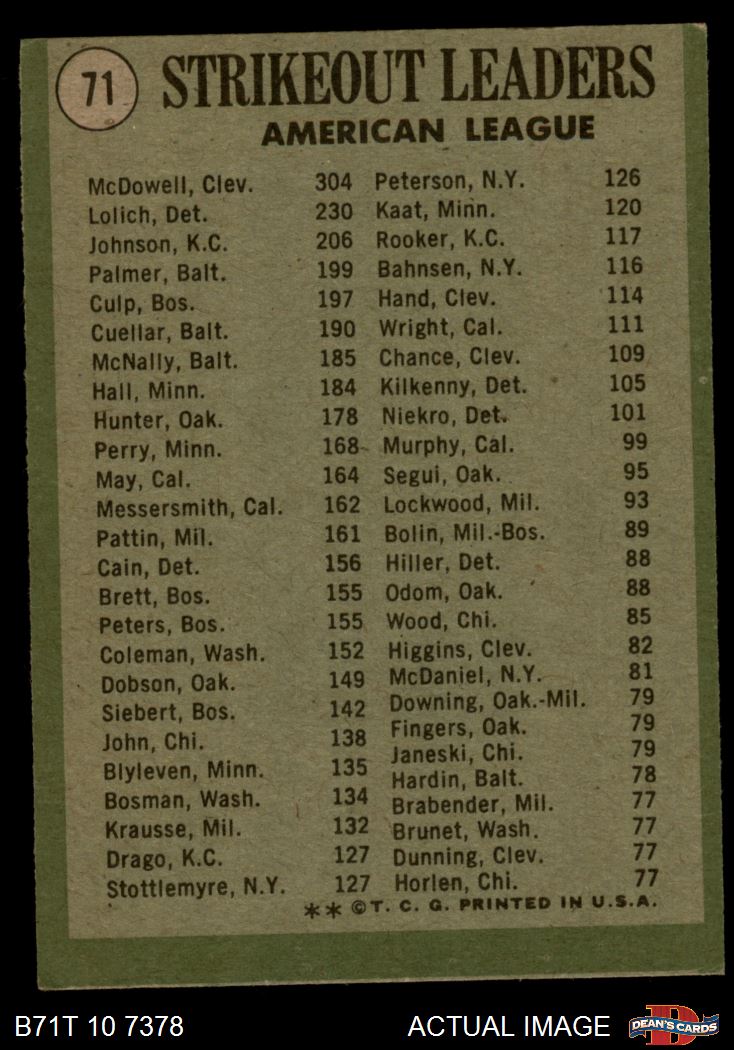 71
STRIKEOUT LEADERS
AMERICAN LEAGUE
McDowell, Clev. 304
Lolich, Det. 230
Johnson, K.C. 206
Palmer, Balt. 199
Culp, Bos. 197
Cuellar, Balt. 190
McNally, Balt. 185
Hall, Minn. 184
Hunter, Oak. 178
Perry, Minn. 168
May, Cal. 164
Messersmith, Cal. 162
Pattin, Mil. 161
Cain, Det. 156
Brett, Bos. 155
Peters, Bos. 155
Coleman, Wash. 152
Dobson, Oak. 149
Siebert, Bos. 142
John, Chi. 138
Blyleven, Minn. 135
Bosman, Wash. 134
Krausse, Mil. 132
Drago, K.C. 127
Stottlemyre, N.Y. 127
Peterson, N.Y. 126
Kaat, Minn. 120
Rooker, K.C. 117
Bahnsen, N.Y. 116
Hand, Clev. 114
Wright, Cal. 111
Chance, Clev. 109
Kilkenny, Det. 105
Niekro, Det. 101
Murphy, Cal. 99
Segui, Oak. 95
Lockwood, Mil. 93
Bolin, Mil.-Bos. 89
Hiller, Det. 88
Odom, Oak. 88
Wood, Chi. 85
Higgins, Clev. 82
McDaniel, N.Y. 81
Downing, Oak.-Mil. 79
Fingers, Oak. 79
Janeski, Chi. 79
Hardin, Balt. 78
Brabender, Mil. 77
Brunet, Wash. 77
Dunning, Clev. 77
Horlen, Chi. 77
** © T. C. G. PRINTED IN U.S.A.
B71T 10 7378
ACTUAL IMAGE
D
DEAN'S CARDS